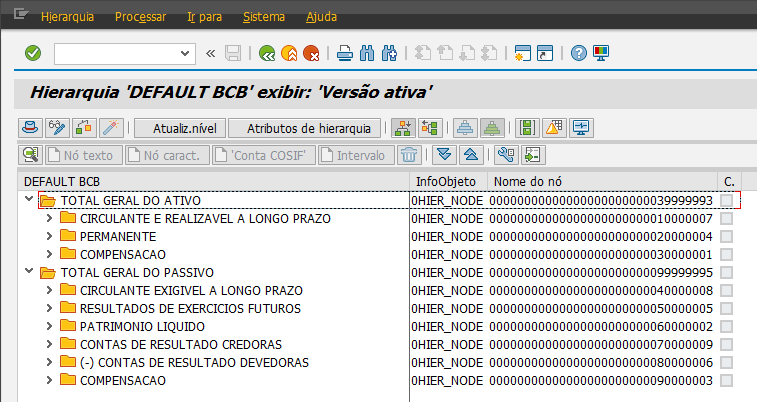 Hierarquia Processar Ir para Sistema Ajuda
Hierarquia 'DEFAULT BCB' exibir: 'Versão ativa'
Atualiz.nível Atributos de hierarquia
Nó texto Nó caract. 'Conta COSIF' Intervalo
DEFAULT BCB InfoObjeto Nome do nó C.
TOTAL GERAL DO ATIVO 0HIER_NODE 00000000000000000000000039999993
CIRCULANTE E REALIZAVEL A LONGO PRAZO 0HIER_NODE 00000000000000000000000010000007
PERMANENTE 0HIER_NODE 00000000000000000000000020000004
COMPENSACAO 0HIER_NODE 00000000000000000000000030000001
TOTAL GERAL DO PASSIVO 0HIER_NODE 00000000000000000000000099999995
CIRCULANTE EXIGIVEL A LONGO PRAZO 0HIER_NODE 00000000000000000000000040000008
RESULTADOS DE EXERCICIOS FUTUROS 0HIER_NODE 00000000000000000000000050000005
PATRIMONIO LIQUIDO 0HIER_NODE 00000000000000000000000060000002
CONTAS DE RESULTADO CREDORAS 0HIER_NODE 00000000000000000000000070000009
(-) CONTAS DE RESULTADO DEVEDORAS 0HIER_NODE 00000000000000000000000080000006
COMPENSACAO 0HIER_NODE 00000000000000000000000090000003